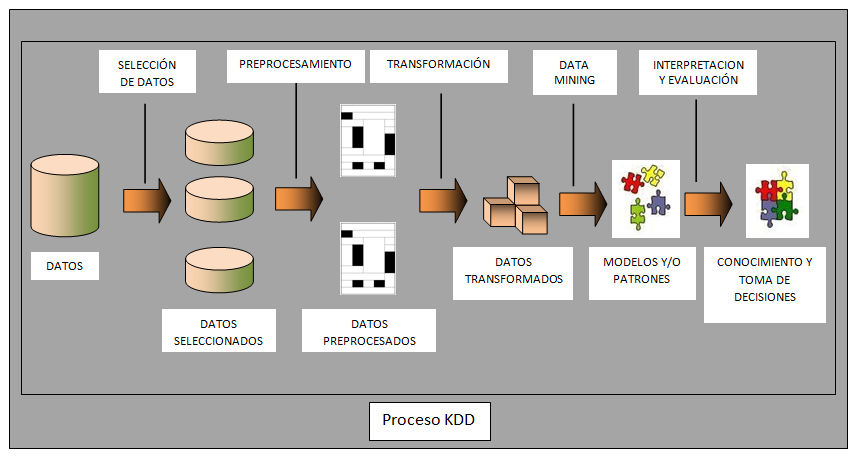 SELECCIÓN
DE DATOS
PREPROCESAMIENTO
TRANSFORMACIÓN
DATA
MINING
INTERPRETACION
Y EVALUACIÓN
DATOS
DATOS
SELECCIONADOS
DATOS
PREPROCESADOS
DATOS
TRANSFORMADOS
MODELOS Y/O
PATRONES
CONOCIMIENTO Y
TOMA DE
DECISIONES
Proceso KDD